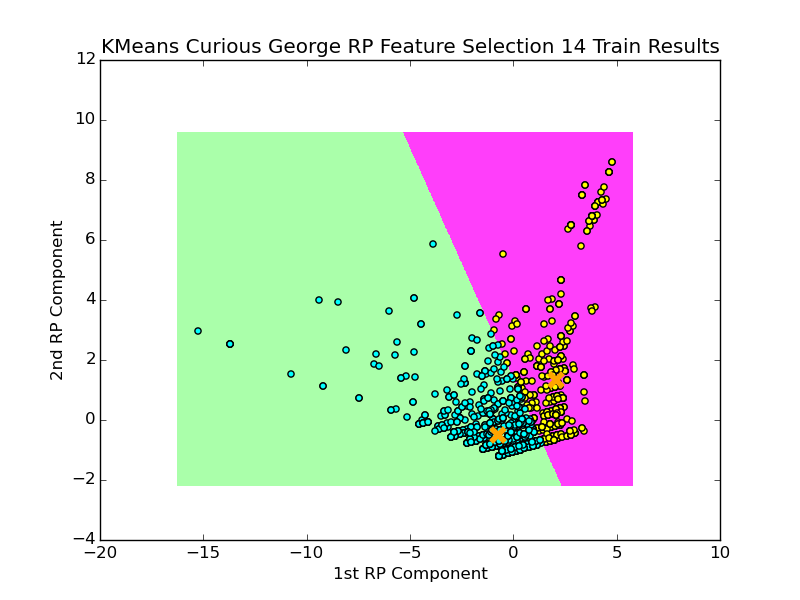 KMeans Curious George RP Feature Selection 14 Train Results
12
10
8
6
4
2
0
−2
−4
2nd RP Component
−20 −15 −10 −5 0 5 10
1st RP Component